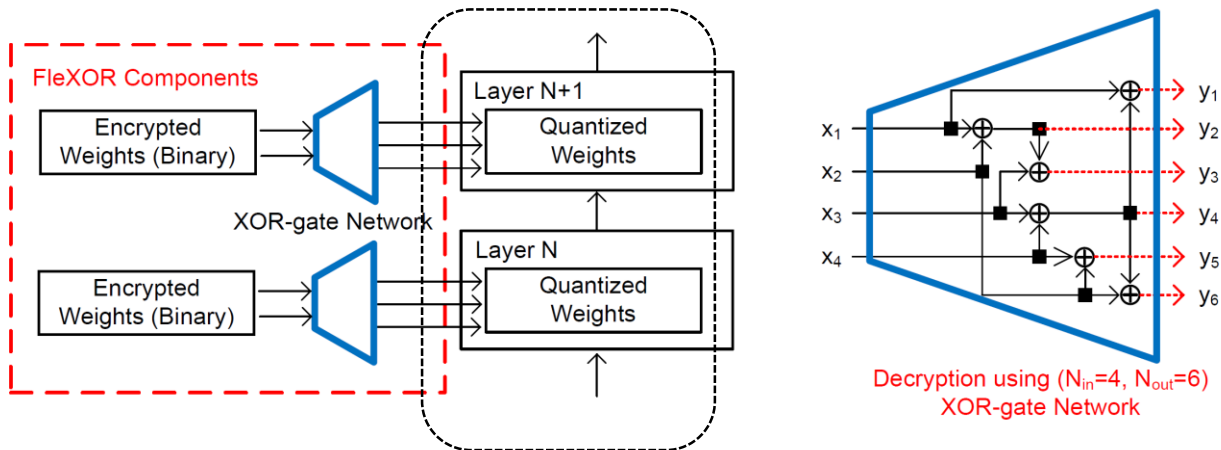 FleXOR Components
Encrypted
Weights (Binary)
XOR-gate Network
Encrypted
Weights (Binary)
Layer N+1
Quantized
Weights
Layer N
Quantized
Weights
x1
x2
x3
x4
y1
y2
y3
y4
y5
y6
Decryption using (Nin=4, Nout=6)
XOR-gate Network